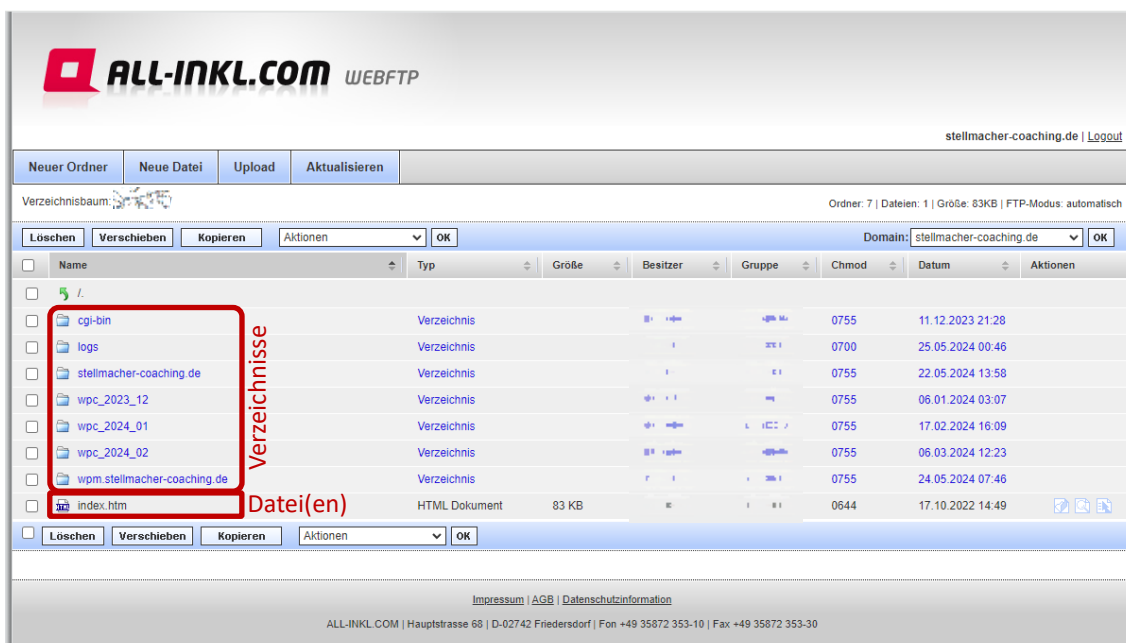 ALL-INKL.COM WEBFTP
stellmacher-coaching.de | Logout
Neuer Ordner Neue Datei Upload Aktualisieren
Verzeichnisbaum:
Ordner: 7 | Dateien: 1 | Größe: 83KB | FTP-Modus: automatisch
Löschen Verschieben Kopieren Aktionen OK Domain: stellmacher-coaching.de OK
Name Typ Größe Besitzer Gruppe Chmod Datum Aktionen
/.
cgi-bin Verzeichnis 0755 11.12.2023 21:28
logs Verzeichnis 0700 25.05.2024 00:46
stellmacher-coaching.de Verzeichnis 0755 22.05.2024 13:58
wpc_2023_12 Verzeichnis 0755 06.01.2024 03:07
wpc_2024_01 Verzeichnis 0755 17.02.2024 16:09
wpc_2024_02 Verzeichnis 0755 06.03.2024 12:23
wpm.stellmacher-coaching.de Verzeichnis 0755 24.05.2024 07:46
Verzeichnisse
index.htm Datei(en) HTML Dokument 83 KB 0644 17.10.2022 14:49
Löschen Verschieben Kopieren Aktionen OK
Impressum | AGB | Datenschutzinformation
ALL-INKL.COM | Hauptstrasse 68 | D-02742 Friedersdorf | Fon +49 35872 353-10 | Fax +49 35872 353-30